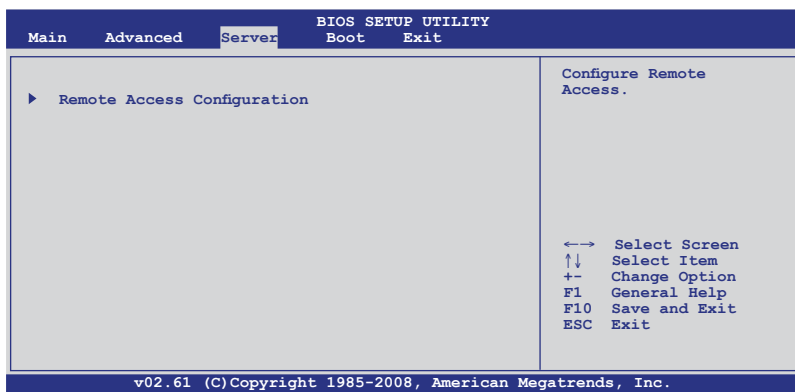 BIOS SETUP UTILITY
Main Advanced Server Boot Exit
Remote Access Configuration
Configure Remote
Access.
←→ Select Screen
↑↓ Select Item
+- Change Option
F1 General Help
F10 Save and Exit
ESC Exit
v02.61 (C)Copyright 1985-2008, American Megatrends, Inc.